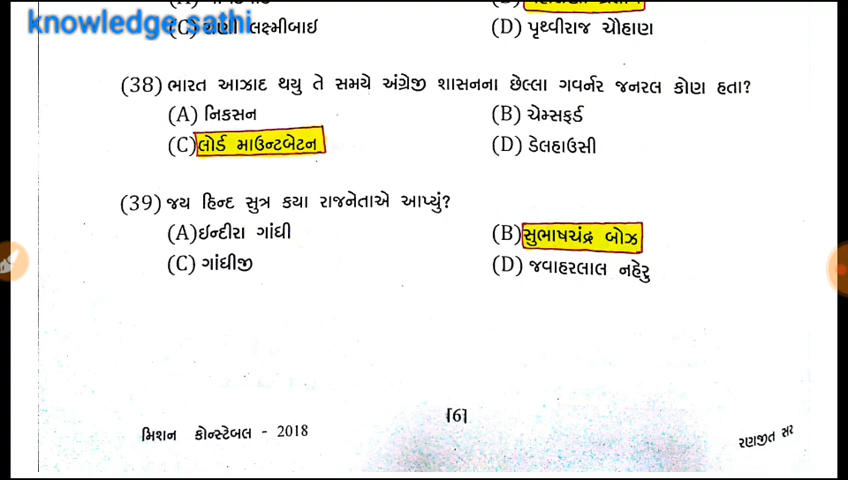 knowledge sathi
(C) રાણી લક્ષ્મીબાઈ (D) પૃથ્વીરાજ ચૌહાણ
(38) ભારત આઝાદ થયુ તે સમયે અંગ્રેજી શાસનના છેલ્લા ગવર્નર જનરલ કોણ હતા?
(A) નિકસન (B) ચેમ્સફર્ડ
(C) લોર્ડ માઉન્ટબેટન (D) ડેલહાઉસી
(39) જય હિન્દ સુત્ર કયા રાજનેતાએ આપ્યું?
(A) ઈન્દીરા ગાંધી (B) સુભાષચંદ્ર બોઝ
(C) ગાંધીજી (D) જવાહરલાલ નહેરુ
[6]
મિશન કોન્સ્ટેબલ - 2018 રણજીત સર